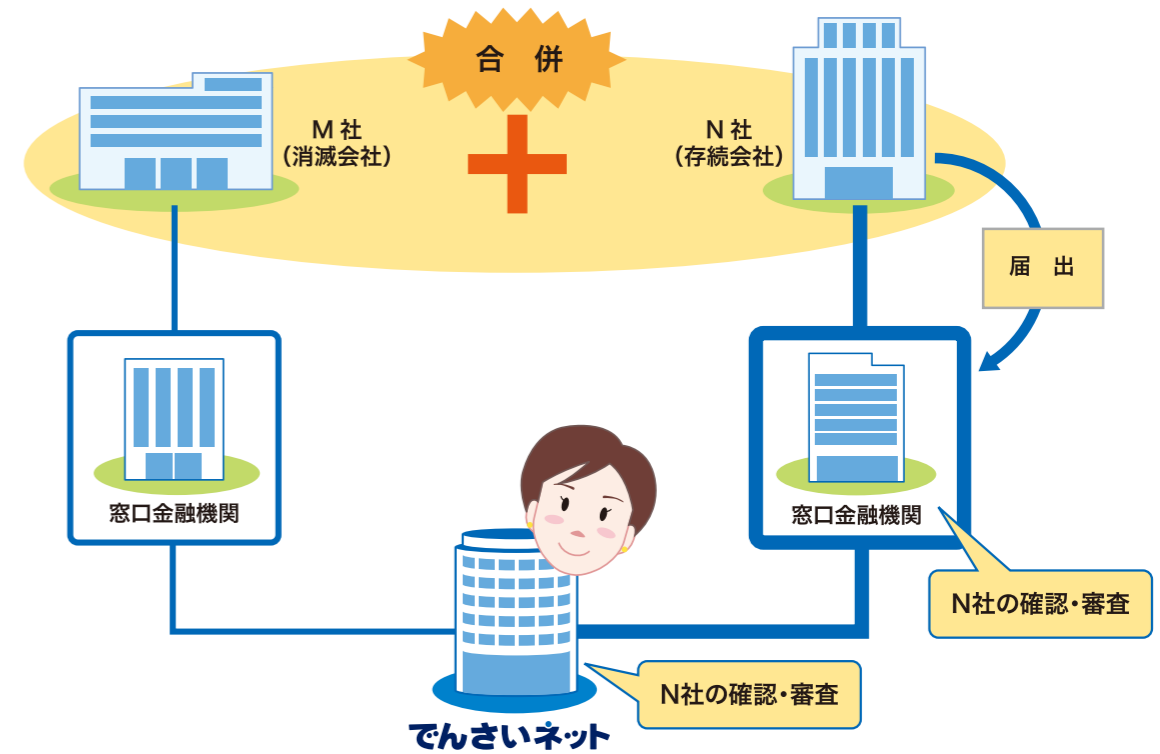 合　併
M 社
（消滅会社）
N 社
（存続会社）
届　出
窓口金融機関
窓口金融機関
N社の確認・審査
N社の確認・審査
でんさいネット